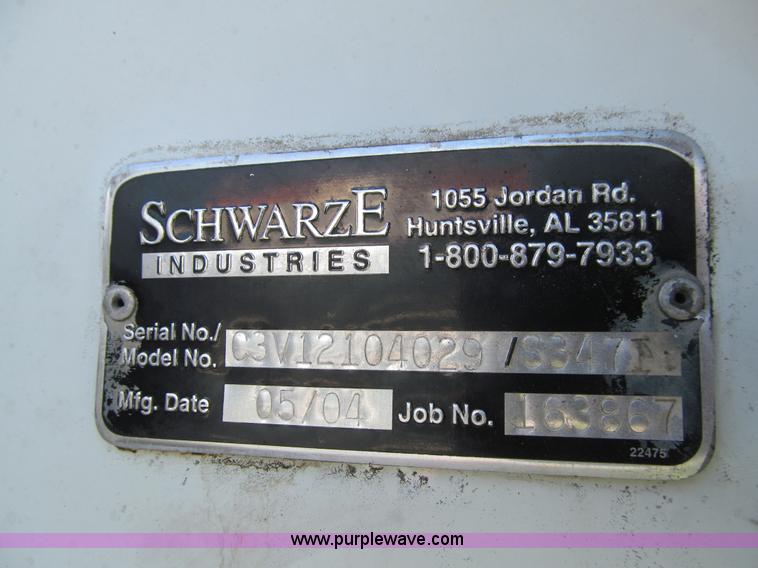 SCHWARZE
INDUSTRIES
1055 Jordan Rd.
Huntsville, AL 35811
1-800-879-7933
Serial No./
Model No. C3V12104029
Mfg. Date 05/04 Job No. 163867
22475
www.purplewave.com